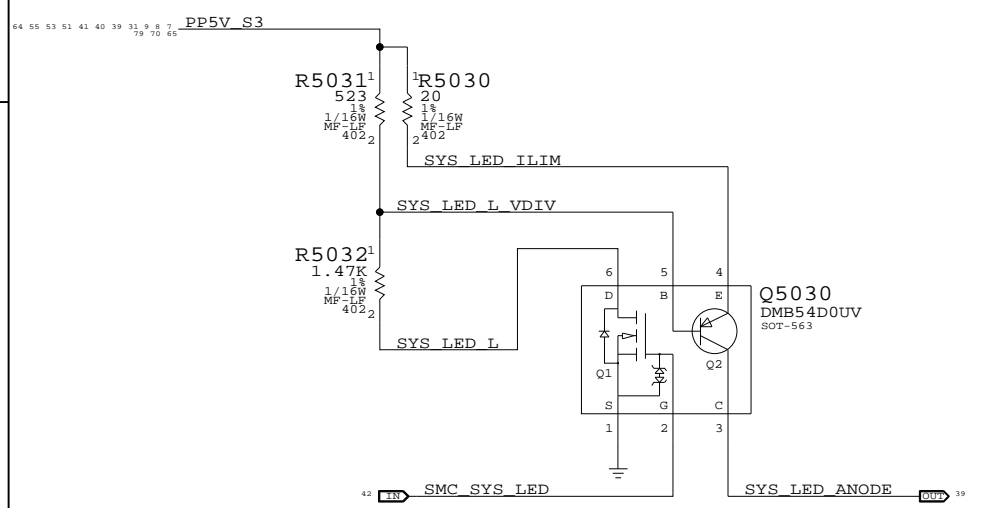 PP5V_S3
64 55 53 51 41 40 39 31 9 8 7
79 70 65
R5031 1
523
1%
1/16W
MF-LF
402 2
1 R5030
20
1%
1/16W
MF-LF
2 402
SYS_LED_ILIM
SYS_LED_L_VDIV
R5032 1
1.47K
1%
1/16W
MF-LF
402 2
6 5 4
D B E
Q5030
DMB54D0UV
SOT-563
SYS_LED_L
Q1
Q2
S G C
1 2 3
42 IN SMC_SYS_LED
SYS_LED_ANODE OUT 39